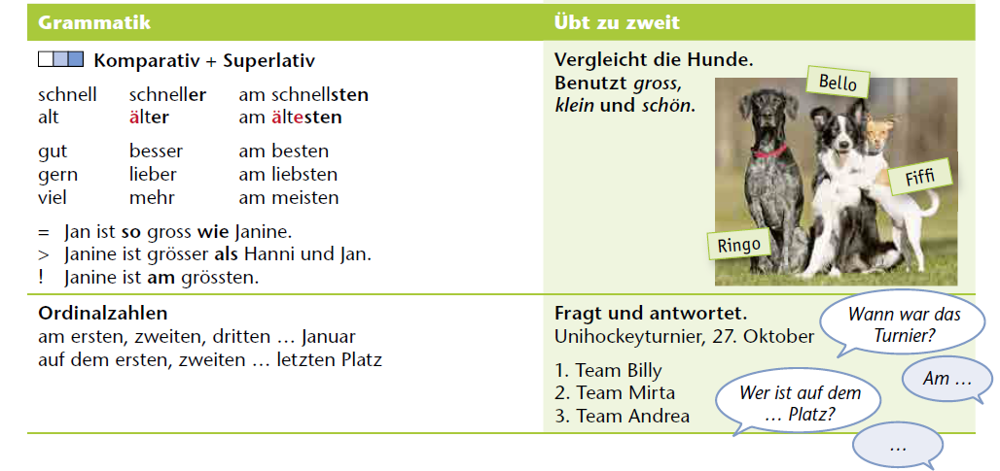 Grammatik
Komparativ + Superlativ
schnell schneller am schnellsten
alt älter am ältesten
gut besser am besten
gern lieber am liebsten
viel mehr am meisten
= Jan ist so gross wie Janine.
> Janine ist grösser als Hanni und Jan.
! Janine ist am grössten.
Übt zu zweit
Vergleicht die Hunde.
Benutzt gross,
klein und schön.
Bello
Fiffi
Ringo
Ordinalzahlen
am ersten, zweiten, dritten … Januar
auf dem ersten, zweiten … letzten Platz
Fragt und antwortet.
Unihockeyturnier, 27. Oktober
1. Team Billy
2. Team Mirta
3. Team Andrea
Wann war das
Turnier?
Am …
Wer ist auf dem
… Platz?
…